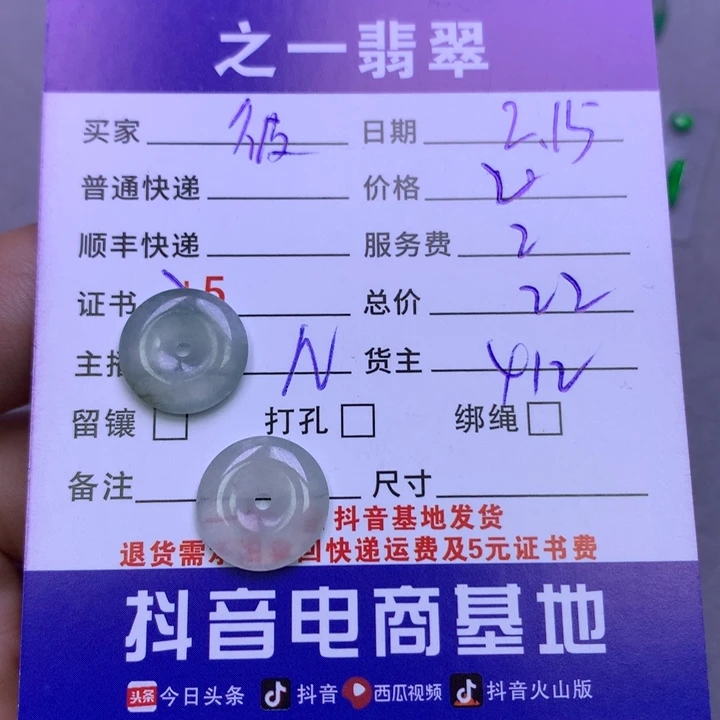 之一翡翠
买家 日期 2.15
普通快递 价格
顺丰快递 服务费 2
证书 +5 总价 22
主播 N 货主 412
留镶 打孔 绑绳
备注 尺寸
抖音基地发货
退货需 回快递运费及5元证书费
抖音电商基地
头条 今日头条 抖音 西瓜视频 抖音火山版